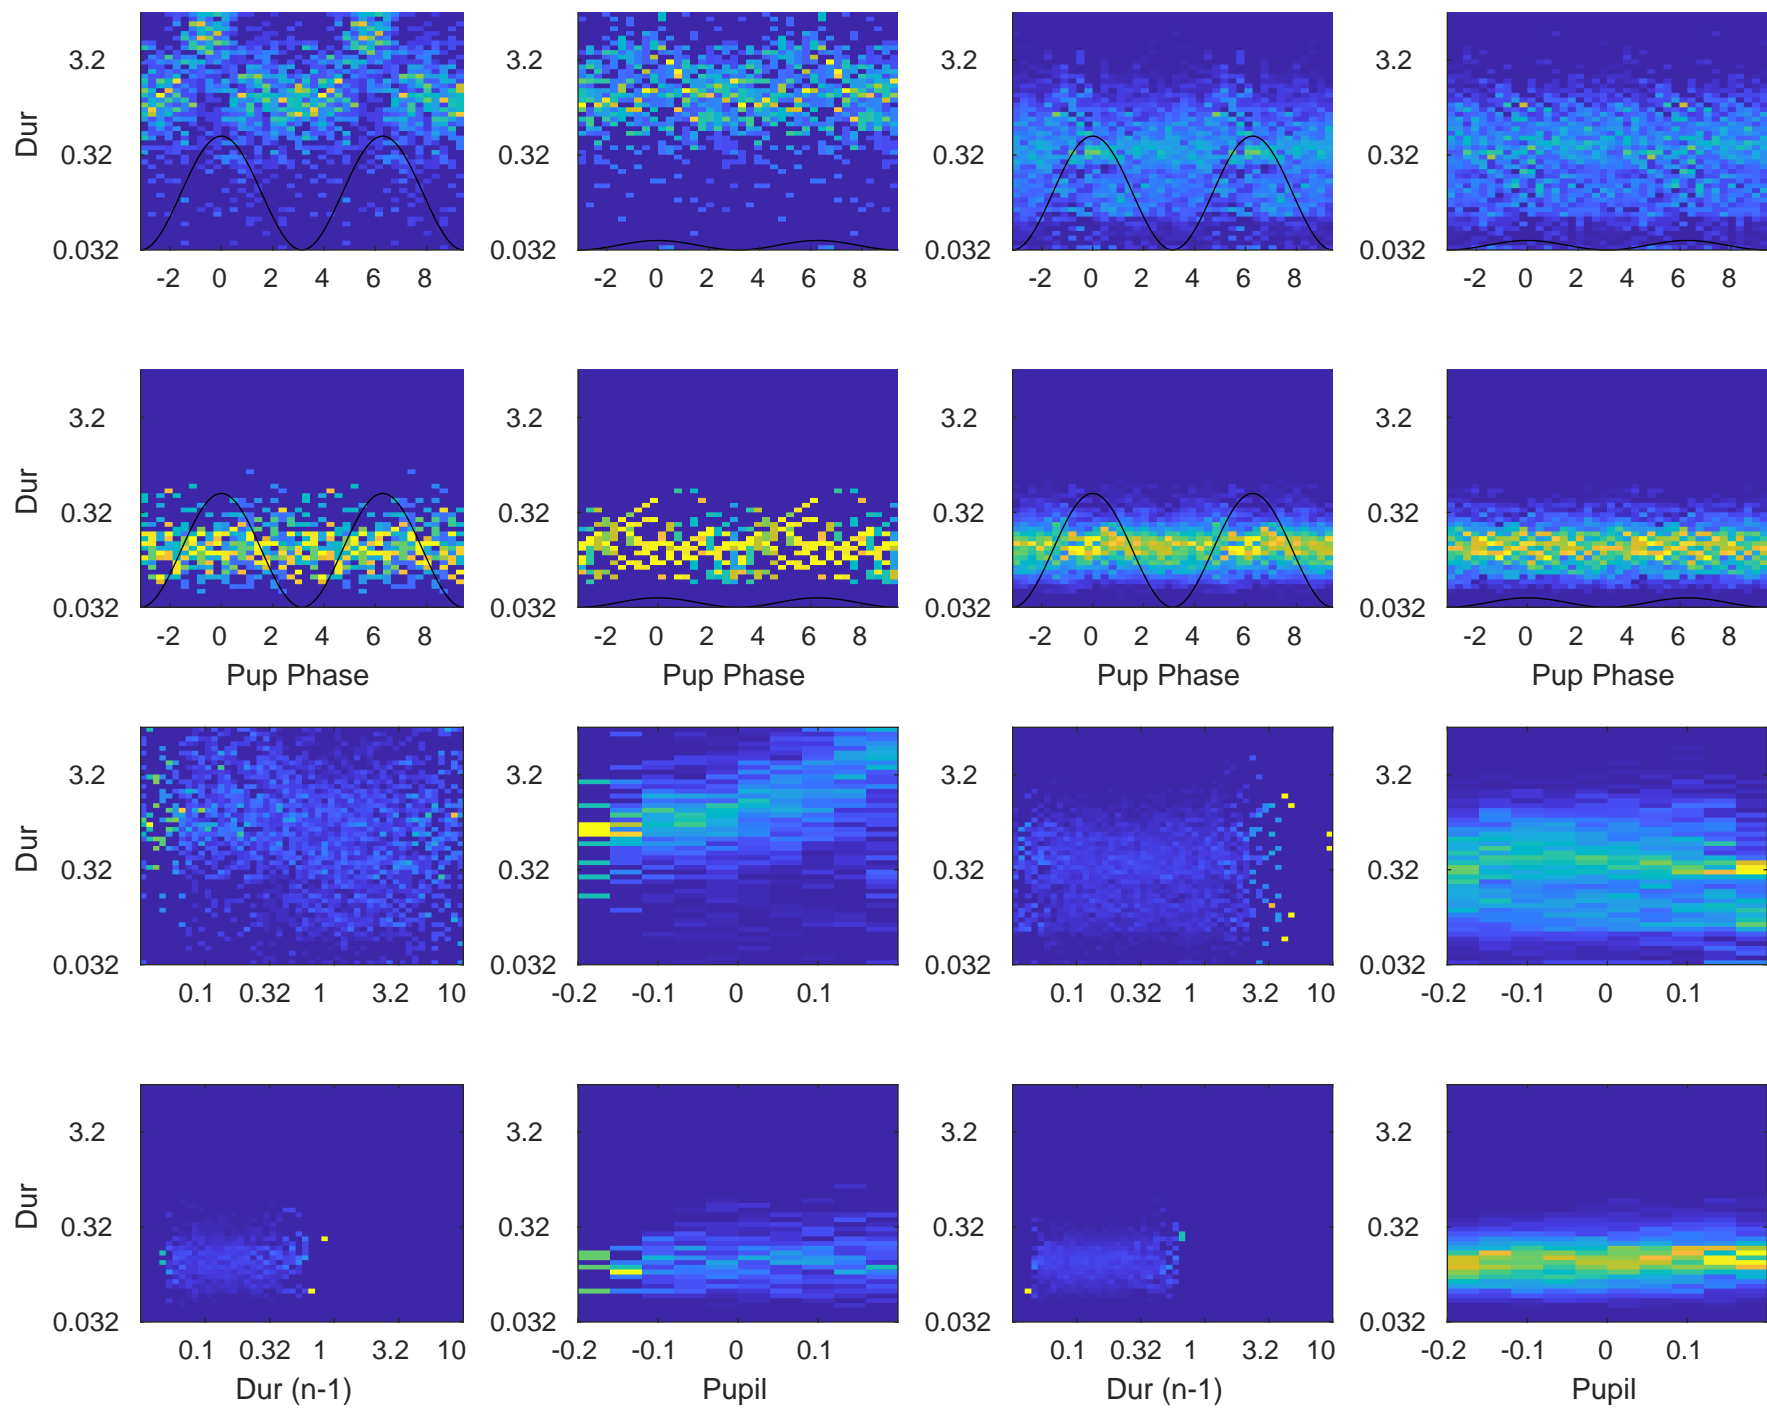 3.2 3.2 3.2 3.2
Dur
0.32 0.32 0.32 0.32
0.032 0.032 0.032 0.032
-2 0 2 4 6 8 -2 0 2 4 6 8 -2 0 2 4 6 8 -2 0 2 4 6 8
3.2 3.2 3.2 3.2
Dur
0.32 0.32 0.32 0.32
0.032 0.032 0.032 0.032
-2 0 2 4 6 8 -2 0 2 4 6 8 -2 0 2 4 6 8 -2 0 2 4 6 8
Pup Phase Pup Phase Pup Phase Pup Phase
3.2 3.2 3.2 3.2
Dur
0.32 0.32 0.32 0.32
0.032 0.032 0.032 0.032
0.1 0.32 1 3.2 10 -0.2 -0.1 0 0.1 0.1 0.32 1 3.2 10 -0.2 -0.1 0 0.1
3.2 3.2 3.2 3.2
Dur
0.32 0.32 0.32 0.32
0.032 0.032 0.032 0.032
0.1 0.32 1 3.2 10 -0.2 -0.1 0 0.1 0.1 0.32 1 3.2 10 -0.2 -0.1 0 0.1
Dur (n-1) Pupil Dur (n-1) Pupil